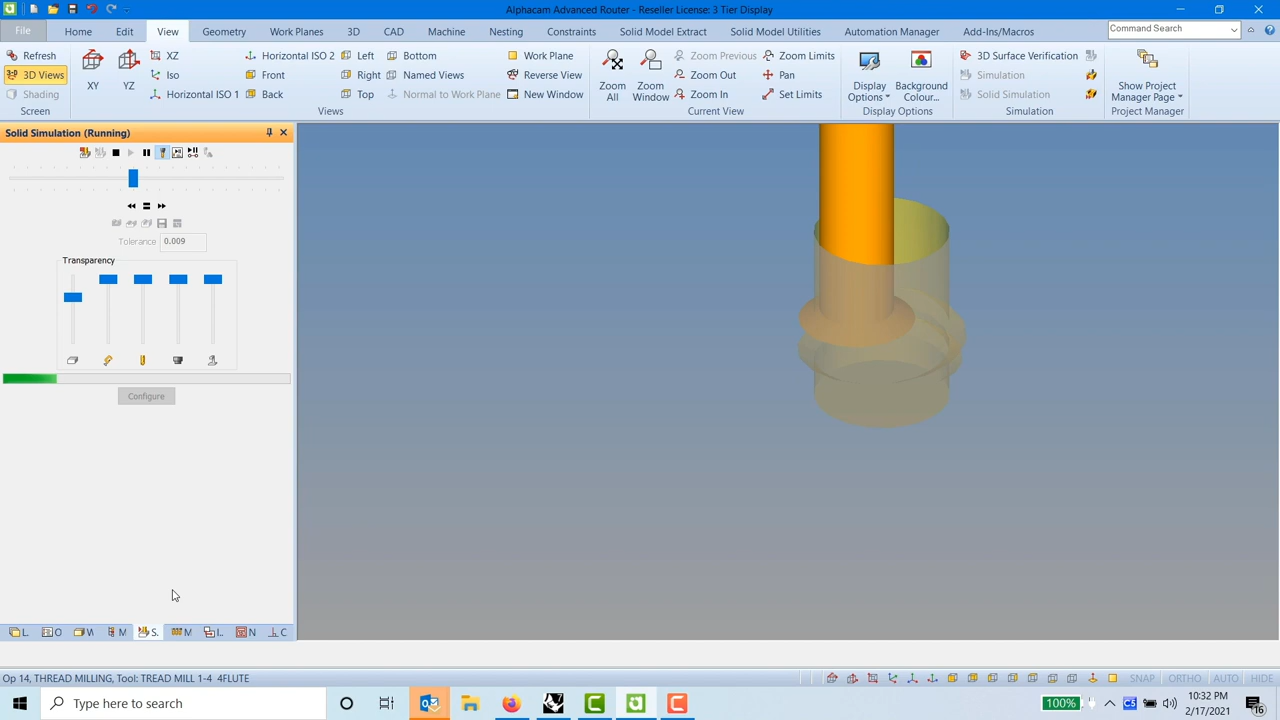 Alphacam Advanced Router - Reseller License: 3 Tier Display
File
Home
Edit
View
Geometry
Work Planes
3D
CAD
Machine
Nesting
Constraints
Solid Model Extract
Solid Model Utilities
Automation Manager
Add-Ins/Macros
Command Search
Refresh
3D Views
Shading
Screen
XY
YZ
XZ
Iso
Horizontal ISO 1
Horizontal ISO 2
Front
Back
Left
Right
Top
Bottom
Named Views
Normal to Work Plane
Work Plane
Reverse View
New Window
Views
Zoom All
Zoom Window
Zoom Previous
Zoom Out
Zoom In
Zoom Limits
Pan
Set Limits
Current View
Display Options
Background Colour...
Display Options
3D Surface Verification
Simulation
Solid Simulation
Simulation
Show Project Manager Page
Project Manager
Solid Simulation (Running)
Tolerance 0.009
Transparency
Configure
L.
O
W
M
S.
M
I..
N
C
Op 14, THREAD MILLING, Tool: TREAD MILL 1-4 4FLUTE
SNAP
ORTHO
AUTO
HIDE
Type here to search
100%
10:32 PM
2/17/2021
16